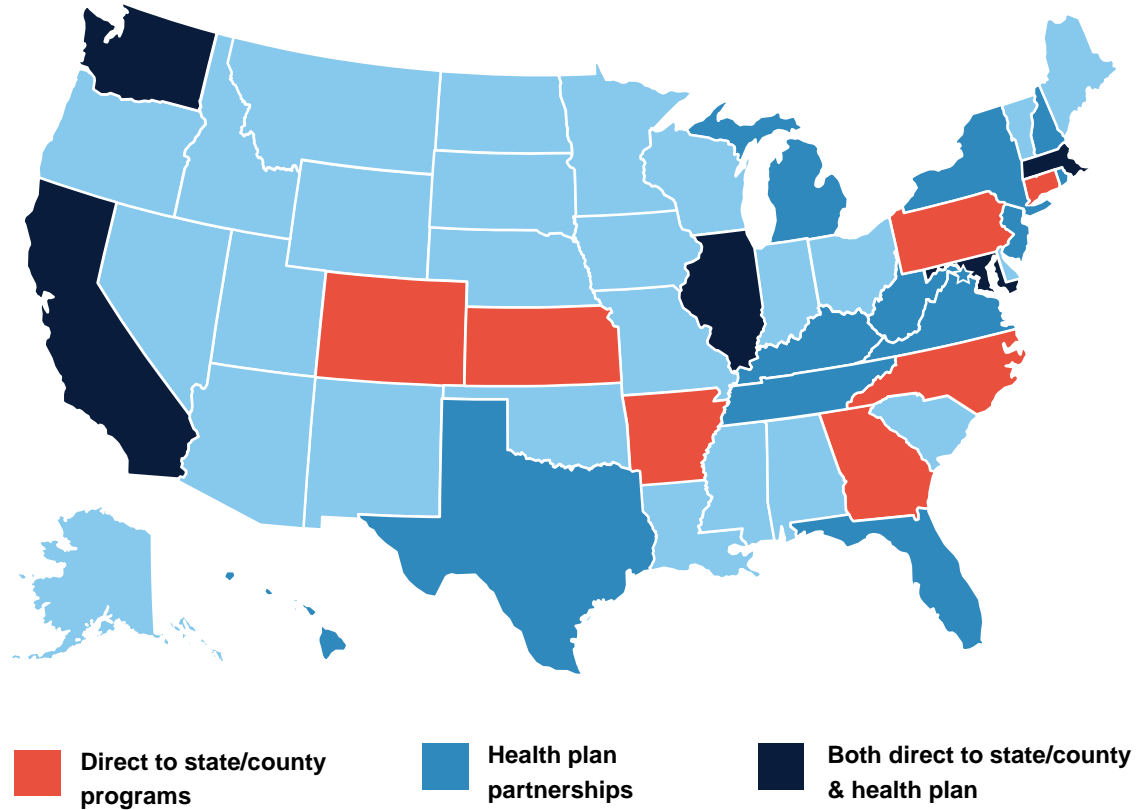 Direct to state/county
programs
Health plan
partnerships
Both direct to state/county
& health plan